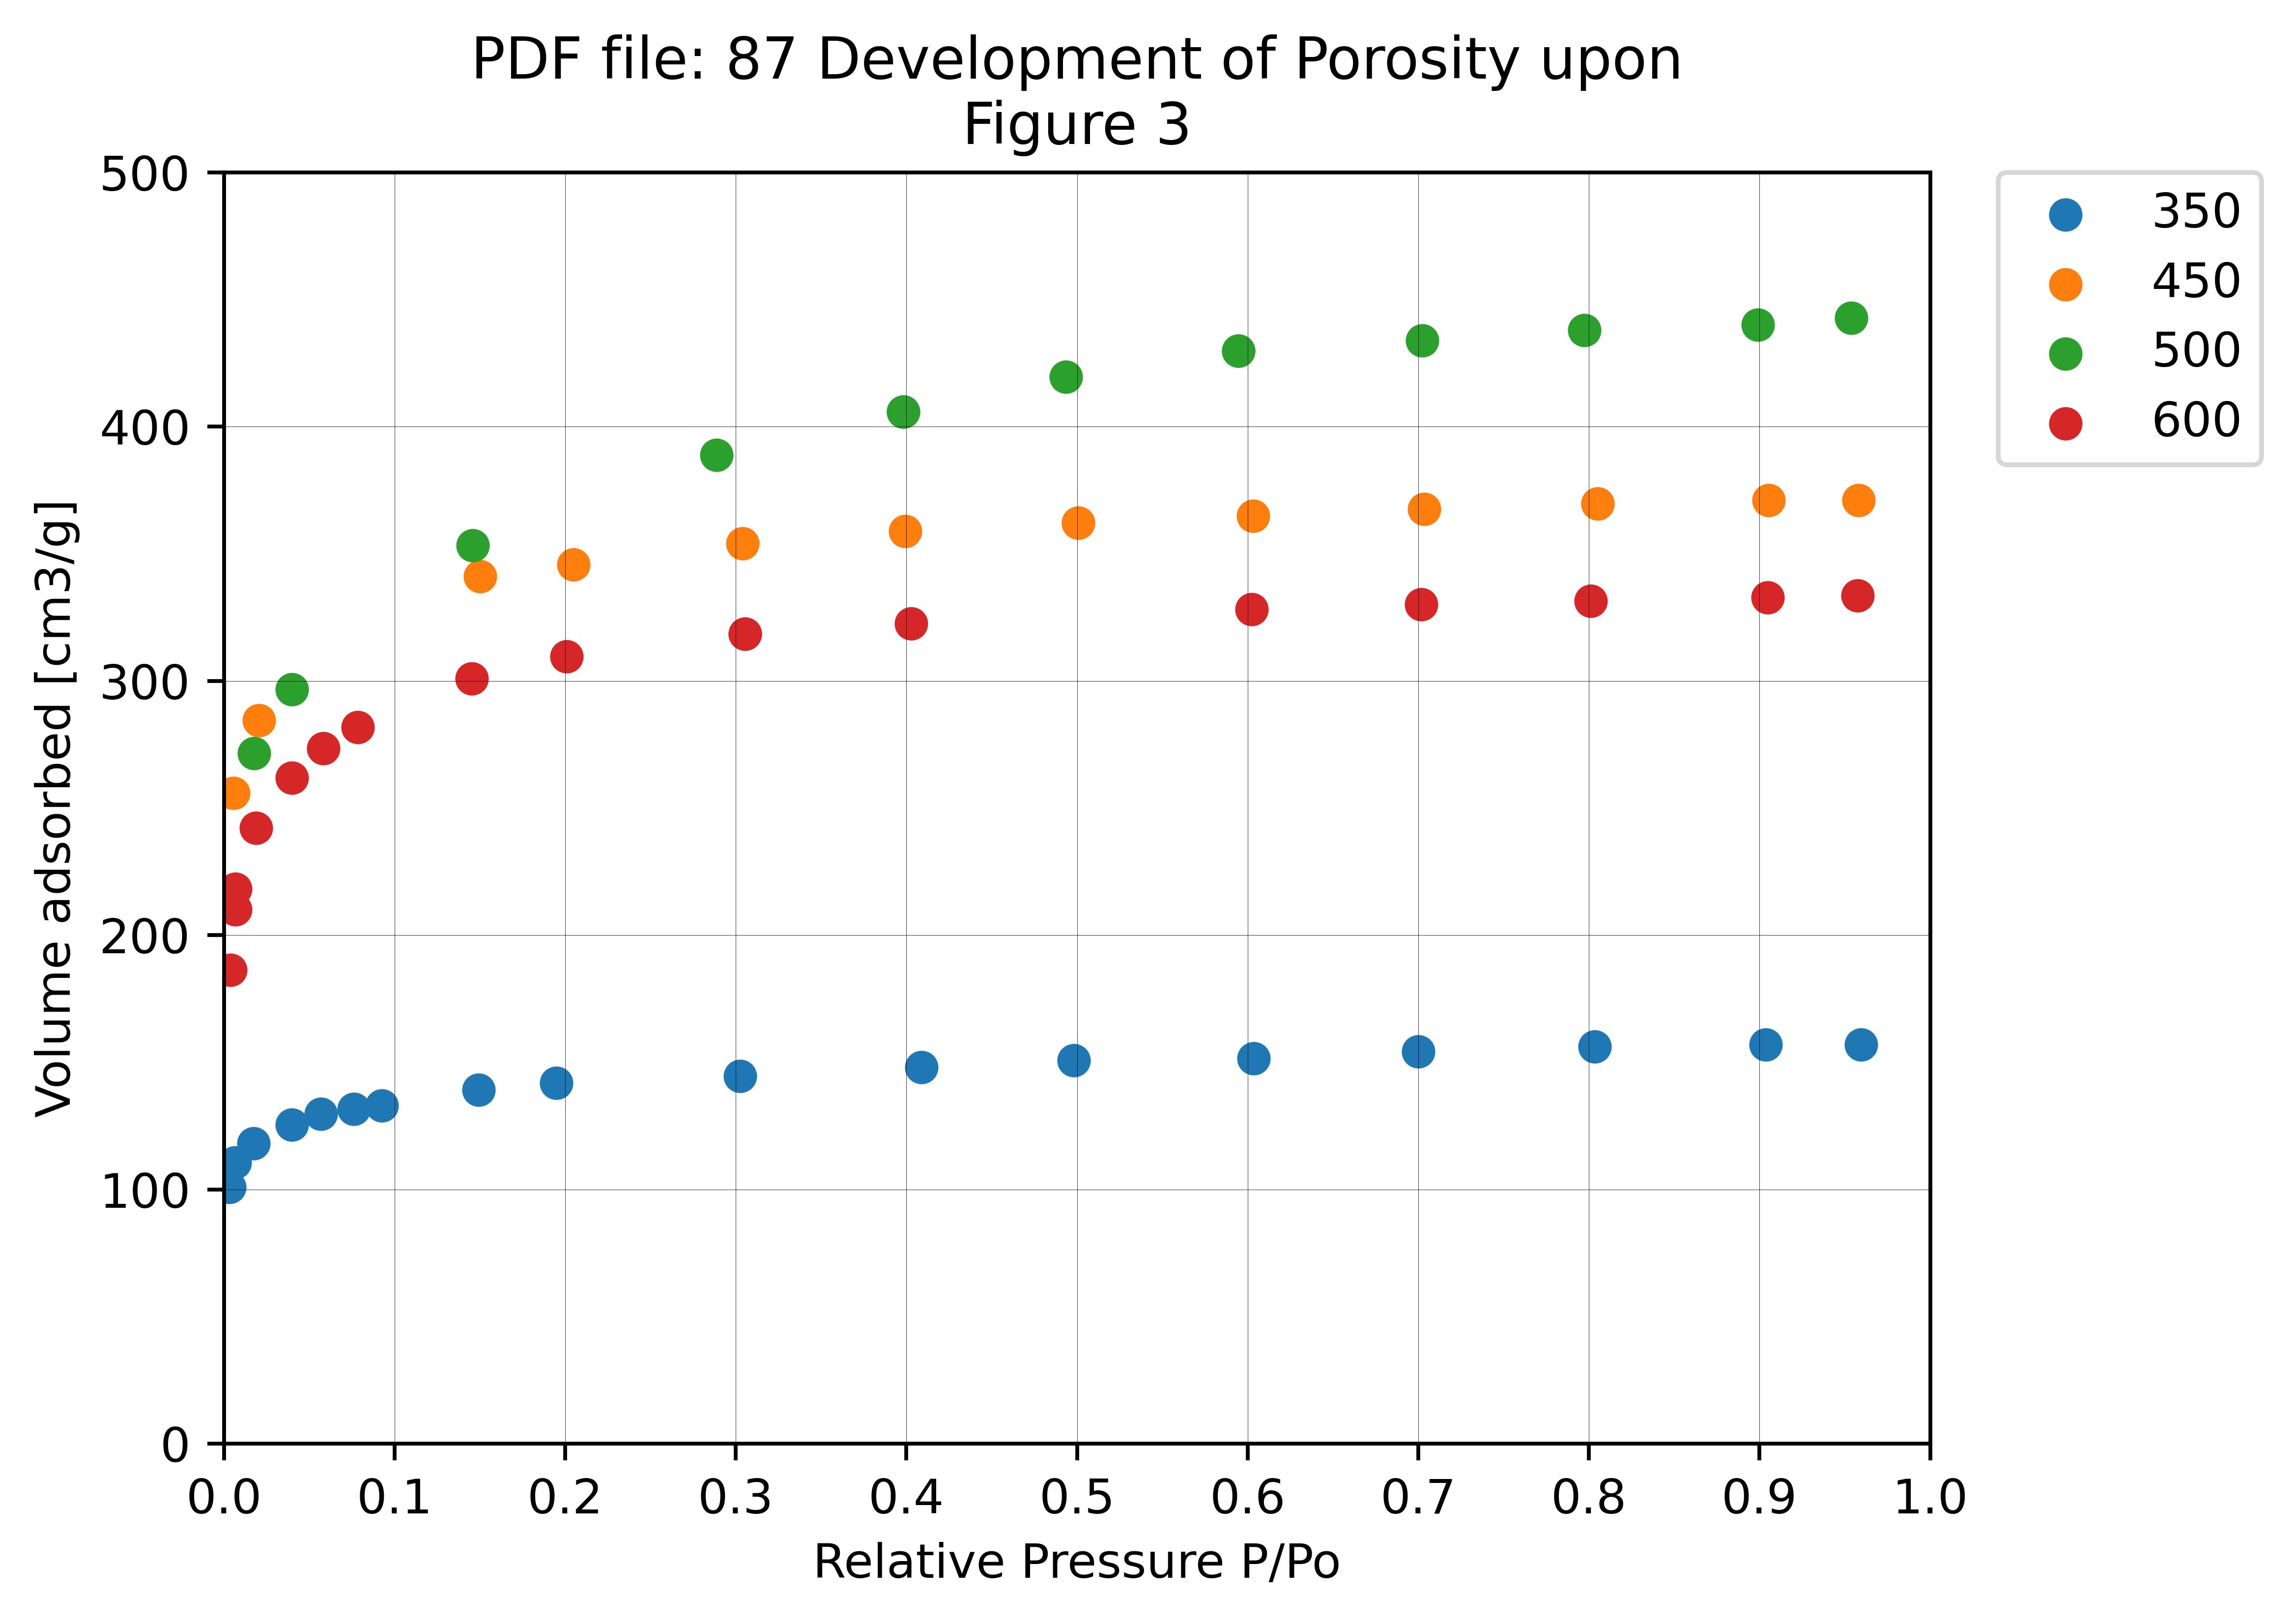 PDF file: 87 Development of Porosity upon
Figure 3
500
400
300
200
100
0
Volume adsorbed [cm3/g]
0.0 0.1 0.2 0.3 0.4 0.5 0.6 0.7 0.8 0.9 1.0
Relative Pressure P/Po
350
450
500
600